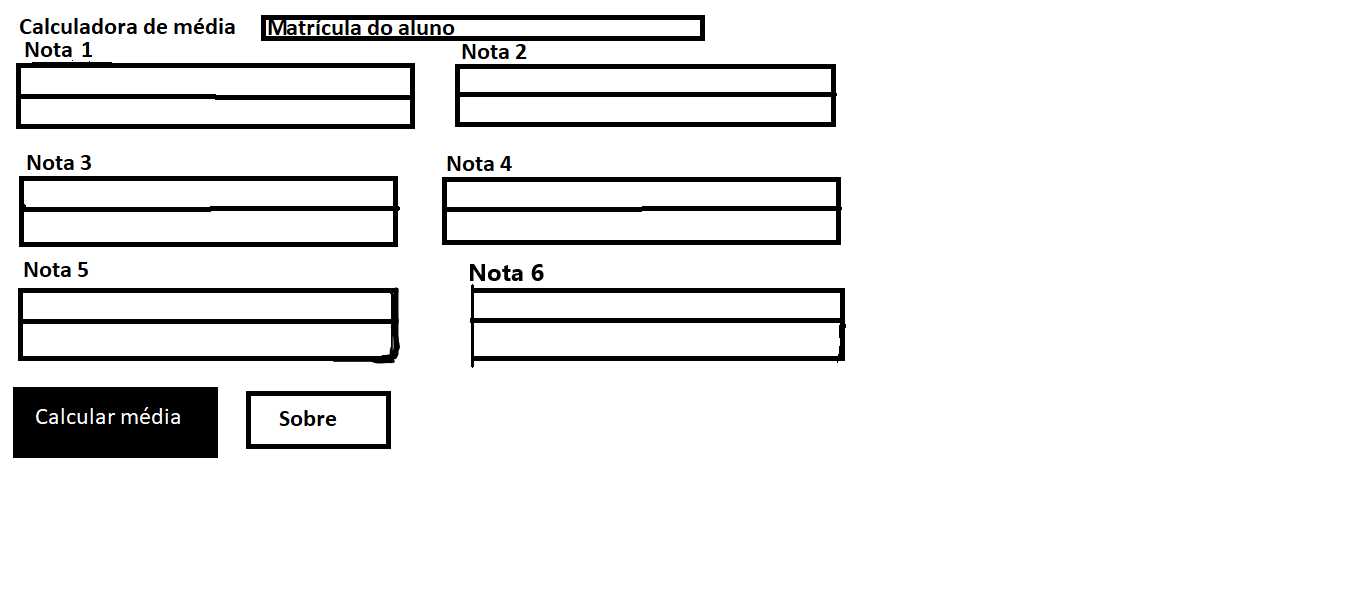 Calculadora de média
Matrícula do aluno
Nota 1
Nota 2
Nota 3
Nota 4
Nota 5
Nota 6
Calcular média
Sobre